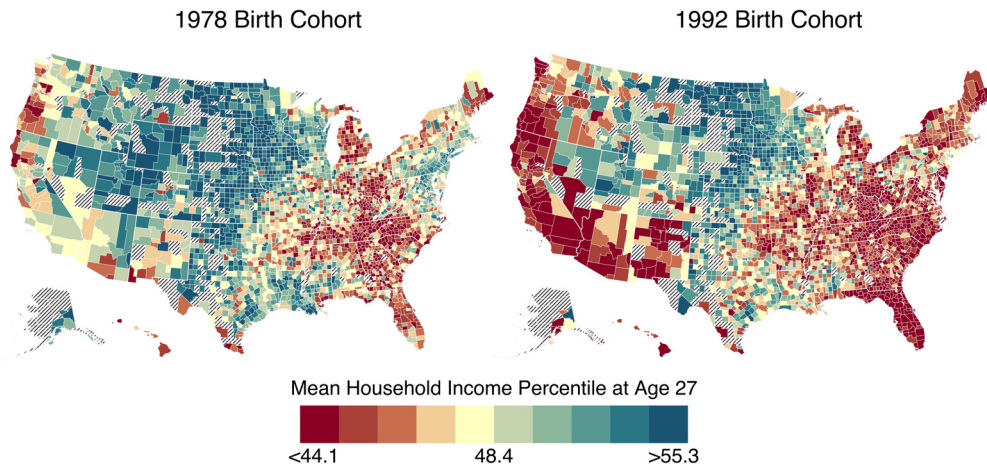 1978 Birth Cohort
1992 Birth Cohort
Mean Household Income Percentile at Age 27
<44.1 48.4 >55.3